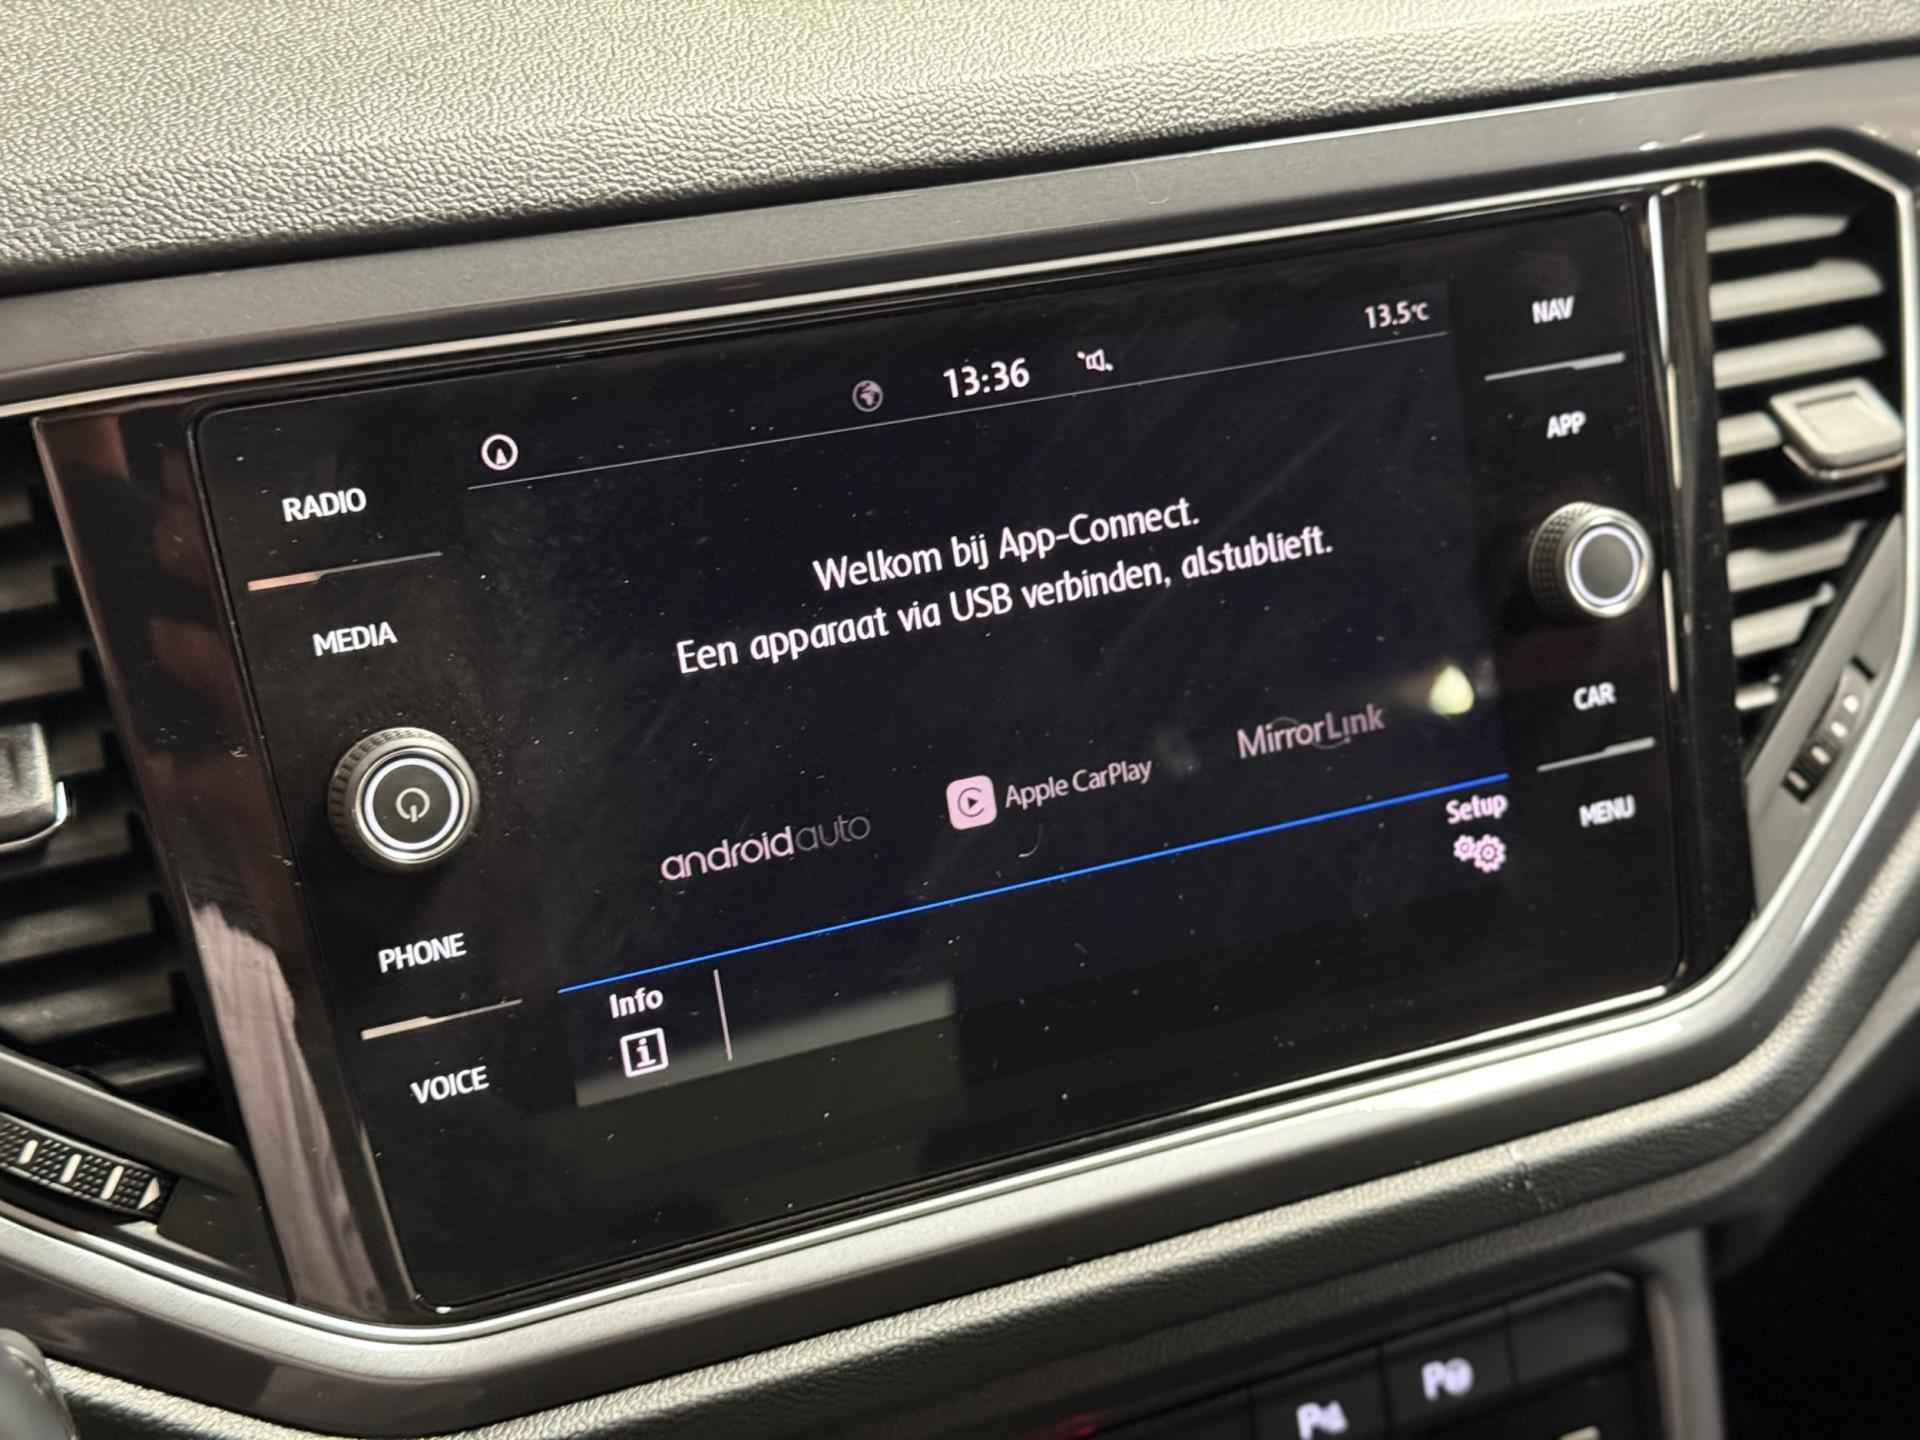 13:36
13.5°C
NAV
APP
RADIO
MEDIA
Welkom bij App-Connect.
Een apparaat via USB verbinden, alstublieft.
androidauto
Apple CarPlay
MirrorLink
CAR
MENU
Setup
PHONE
VOICE
Info
i
P
P